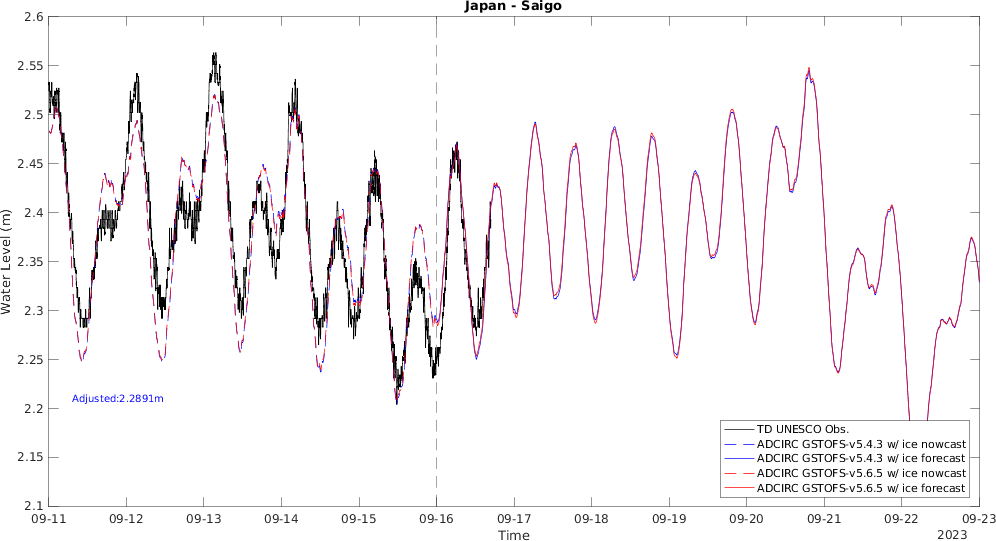 Japan - Saigo
2.6
2.55
2.5
2.45
2.4
2.35
2.3
2.25
2.2
2.15
2.1
Water Level (m)
Adjusted:2.2891m
TD UNESCO Obs.
ADCIRC GSTOFS-v5.4.3 w/ ice nowcast
ADCIRC GSTOFS-v5.4.3 w/ ice forecast
ADCIRC GSTOFS-v5.6.5 w/ ice nowcast
ADCIRC GSTOFS-v5.6.5 w/ ice forecast
09-11 09-12 09-13 09-14 09-15 09-16 09-17 09-18 09-19 09-20 09-21 09-22 09-23
Time
2023